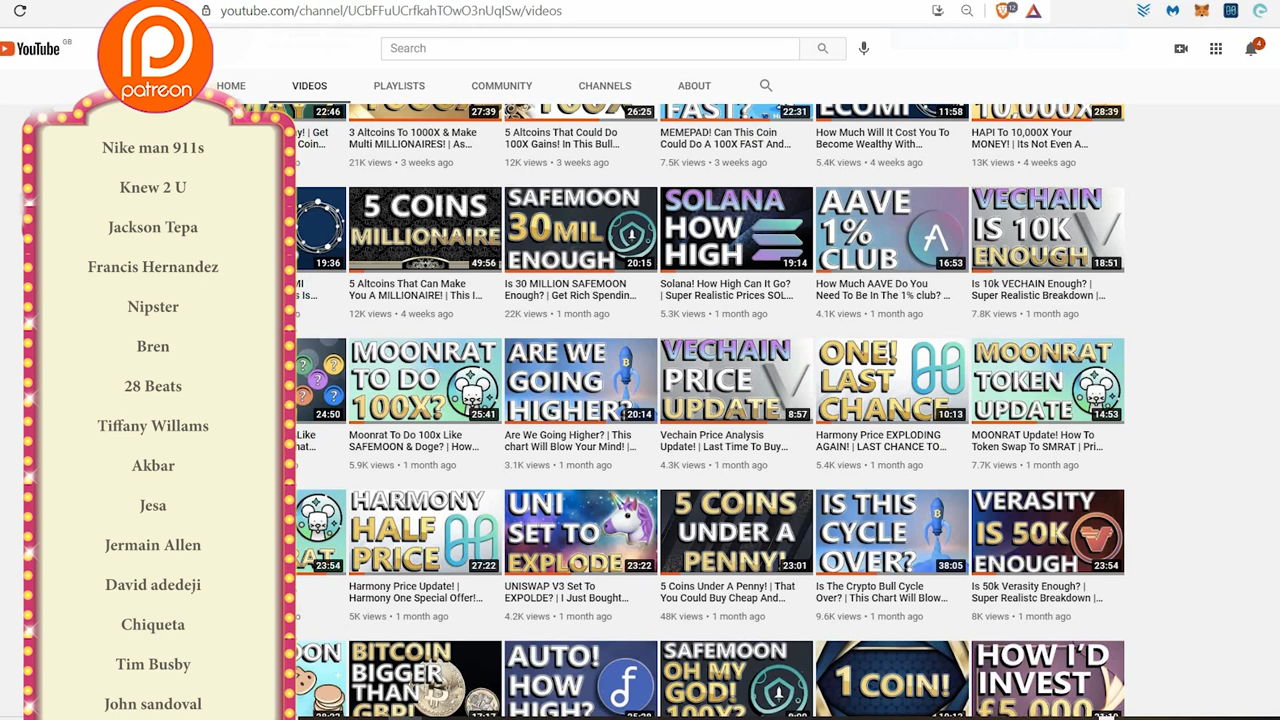 youtube.com/channel/UCbFFuUCrfkahTOwO3nUqlSw/videos
12
YouTube GB
Search
4
patreon
HOME
VIDEOS
PLAYLISTS
COMMUNITY
CHANNELS
ABOUT
Nike man 911s
Knew 2 U
Jackson Tepa
Francis Hernandez
Nipster
Bren
28 Beats
Tiffany Willams
Akbar
Jesa
Jermain Allen
David adedeji
Chiqueta
Tim Busby
John sandoval
22:46
27:39
26:25
FAST?
22:31
ECOMI
11:58
10,000X
28:39
! | Get
Coin...
3 Altcoins To 1000X & Make
Multi MILLIONAIRES! | As...
21K views • 3 weeks ago
5 Altcoins That Could Do
100X Gains! In This Bull...
12K views • 3 weeks ago
MEMEPAD! Can This Coin
Could Do A 100X FAST And...
7.5K views • 3 weeks ago
How Much Will It Cost You To
Become Wealthy With...
5.4K views • 4 weeks ago
HAPI To 10,000X Your
MONEY! | Its Not Even A...
13K views • 4 weeks ago
19:36
5 COINS
MILLIONAIRE
49:56
SAFEMOON
30MIL
ENOUGH
20:15
SOLANA
HOW
HIGH
19:14
AAVE
1%
CLUB
16:53
VECHAIN
IS 10K
ENOUGH
18:51
5 Altcoins That Can Make
You A MILLIONAIRE! | This I...
12K views • 4 weeks ago
Is 30 MILLION SAFEMOON
Enough? | Get Rich Spendin...
22K views • 1 month ago
Solana! How High Can It Go?
| Super Realistic Prices SOL...
5.3K views • 1 month ago
How Much AAVE Do You
Need To Be In The 1% club? ...
4.1K views • 1 month ago
Is 10k VECHAIN Enough? |
Super Realistic Breakdown |...
7.8K views • 1 month ago
24:50
MOONRAT
TO DO
100X?
25:41
ARE WE
GOING
HIGHER?
20:14
VECHAIN
PRICE
UPDATE
8:57
ONE!
LAST
CHANCE
10:13
MOONRAT
TOKEN
UPDATE
14:53
Moonrat To Do 100x Like
SAFEMOON & Doge? | How...
5.9K views • 1 month ago
Are We Going Higher? | This
chart Will Blow Your Mind! |...
3.1K views • 1 month ago
Vechain Price Analysis
Update! | Last Time To Buy...
4.3K views • 1 month ago
Harmony Price EXPLODING
AGAIN! | LAST CHANCE TO...
5.4K views • 1 month ago
MOONRAT Update! How To
Token Swap To SMRAT | Pri...
7.7K views • 1 month ago
23:54
HARMONY
HALF
PRICE
27:22
UNI
SET TO
EXPLODE
23:22
5 COINS
UNDER A
PENNY!
23:01
IS THIS
CYCLE
OVER?
38:05
VERASITY
IS 50K
ENOUGH
23:54
Harmony Price Update! |
Harmony One Special Offer!...
5K views • 1 month ago
UNISWAP V3 Set To
EXPOLDE? | I Just Bought...
4.2K views • 1 month ago
5 Coins Under A Penny! | That
You Could Buy Cheap And...
48K views • 1 month ago
Is The Crypto Bull Cycle
Over? | This Chart Will Blow...
9.6K views • 1 month ago
Is 50k Verasity Enough? |
Super Realistc Breakdown |...
8K views • 1 month ago
BITCOIN
BIGGER
THAN
GBP!
17:17
AUTO!
HOW
HIGH?
SAFEMOON
OH MY
GOD!
100X
1 COIN!
HOW I'D
INVEST
£5,000